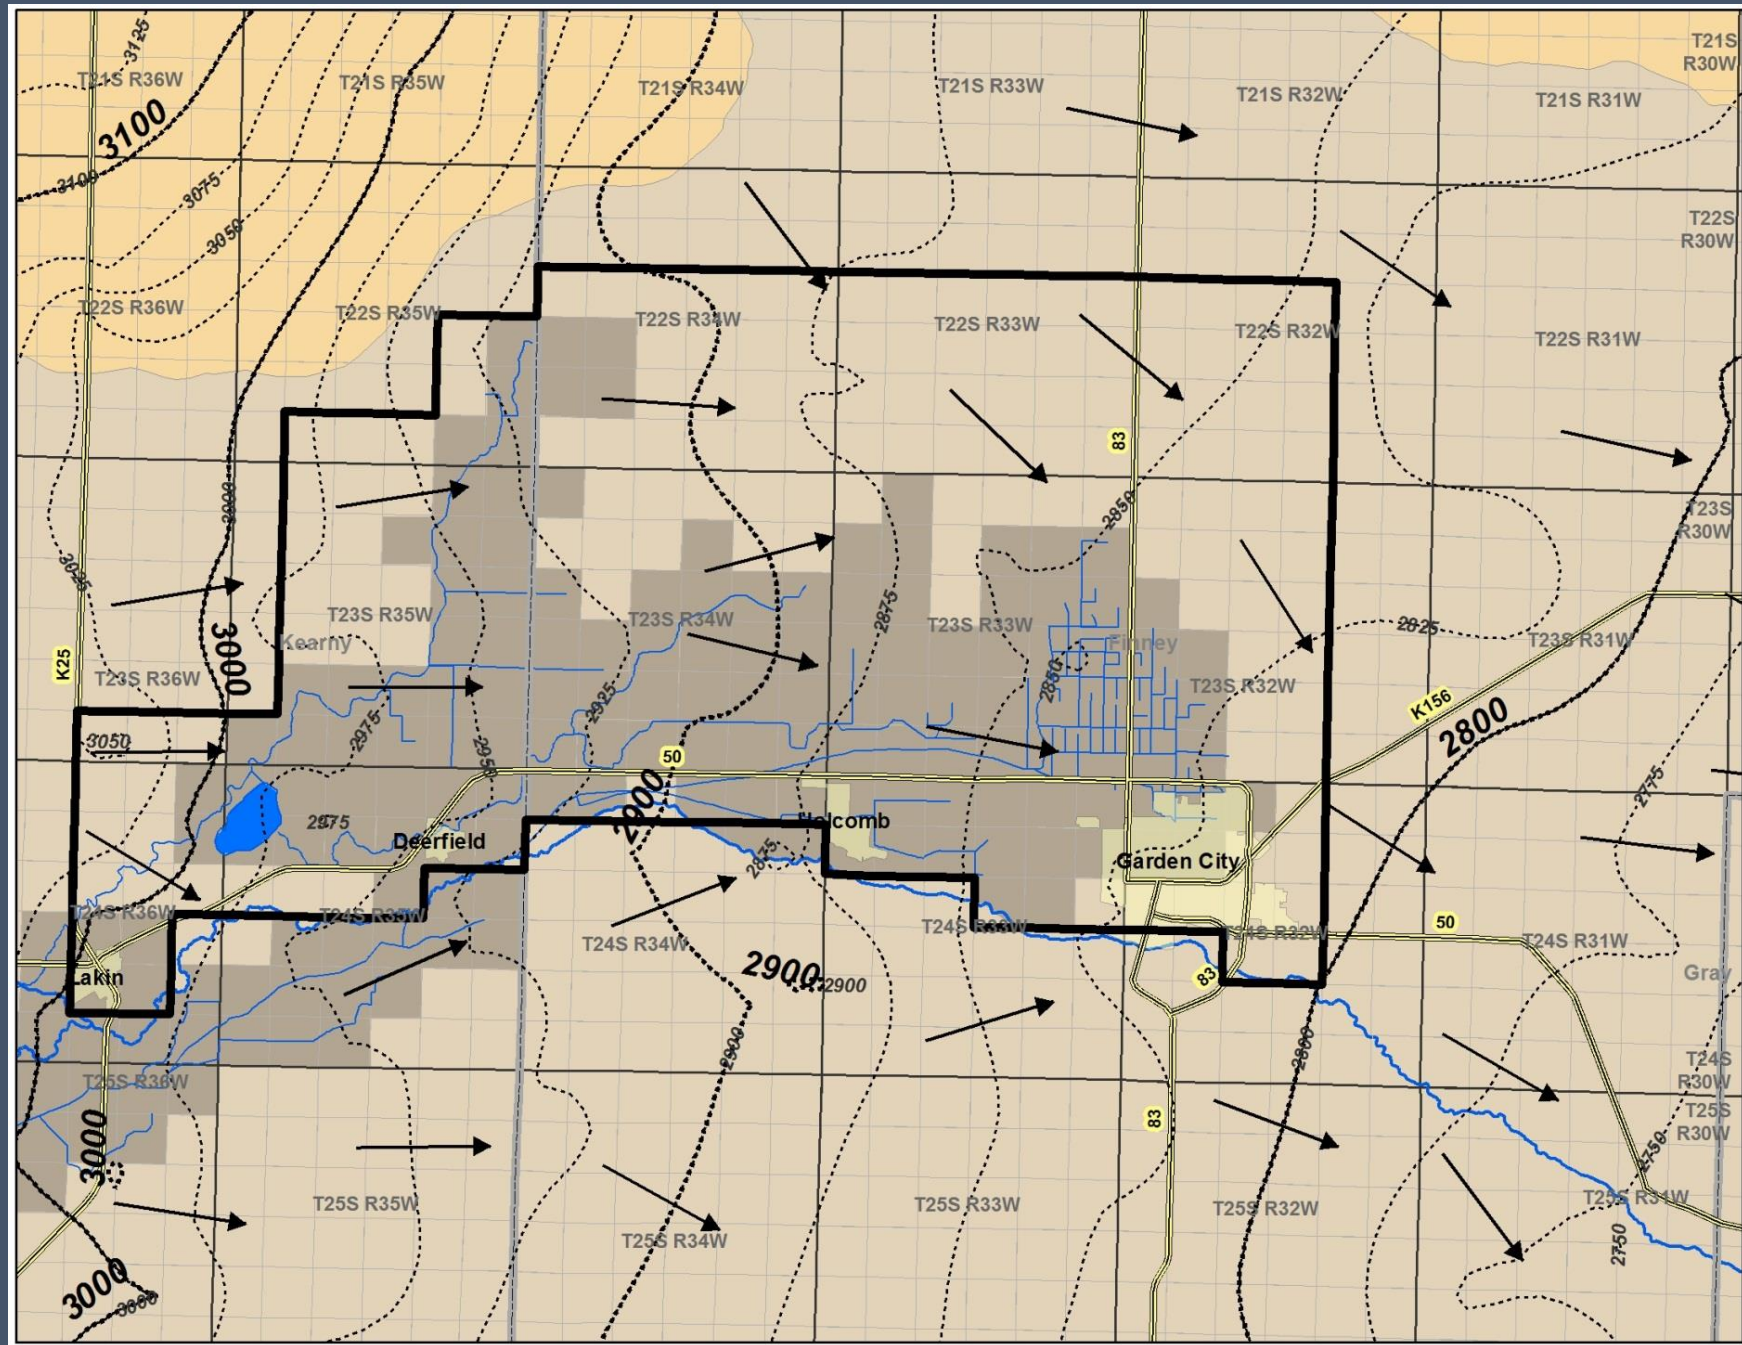 3125
T21S R36W
T21S R35W
T21S R34W
T21S R33W
T21S R32W
T21S R31W
T21S
R30W
3100
3100
3075
3050
T22S
R30W
T22S R36W
T22S R35W
T22S R34W
T22S R33W
T22S R32W
T22S R31W
83
3000
2850
T23S
R30W
3025
T23S R35W
T23S R34W
2875
T23S R33W
2825
T23S R31W
Kearny
Finney
3000
K25
T23S R36W
2850
T23S R32W
2925
K156
2800
3050
2975
2950
50
2775
2900
2975
Deerfield
Holcomb
2875
Garden City
T24S R36W
T24S R35W
T24S R34W
T24S R33W
T24S R32W
50
T24S R31W
Lakin
2900
2900
83
Gray
2900
2800
T24S
R30W
T25S R36W
T25S
R30W
3000
83
2750
T25S R35W
T25S R34W
T25S R33W
T25S R32W
T25S R31W
2750
3000
3000